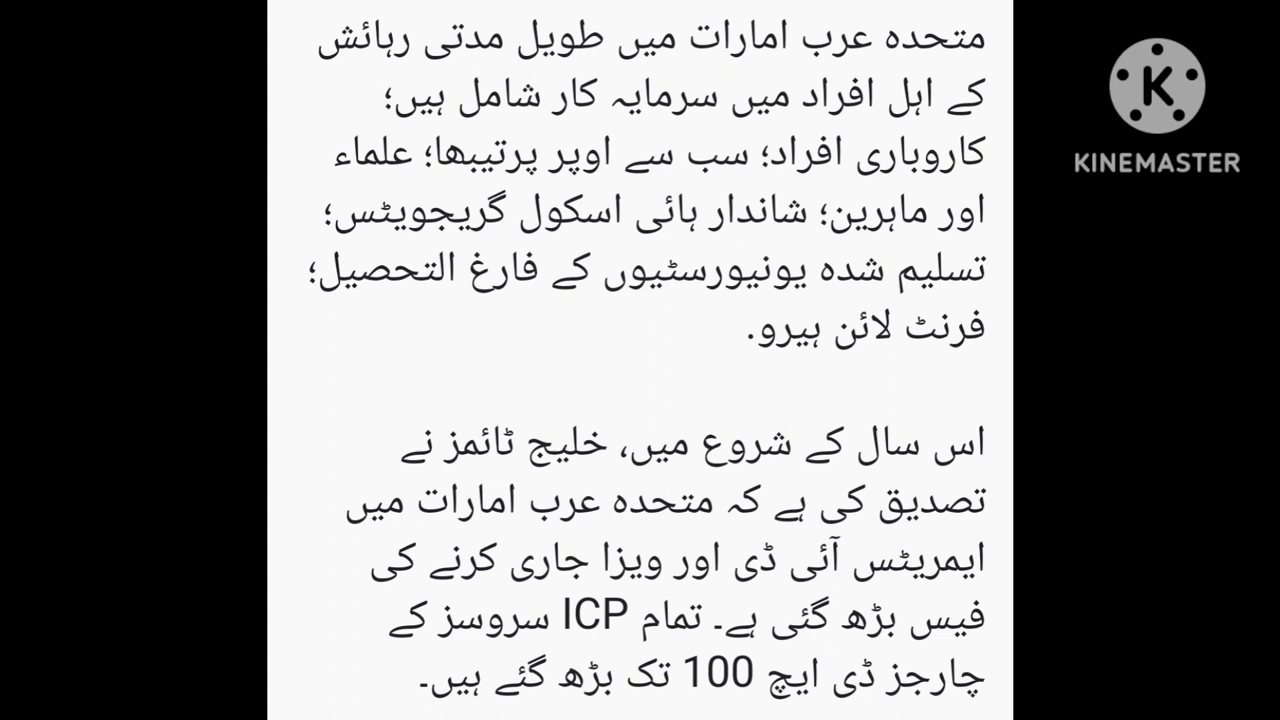 متحدہ عرب امارات میں طویل مدتی رہائش
کے اہل افراد میں سرمایہ کار شامل ہیں؛
کاروباری افراد؛ سب سے اوپر پرتیبھا؛ علماء
اور ماہرین؛ شاندار ہائی اسکول گریجویٹس؛
تسلیم شدہ یونیورسٹیوں کے فارغ التحصیل؛
فرنٹ لائن ہیرو.
اس سال کے شروع میں، خلیج ٹائمز نے
تصدیق کی ہے کہ متحدہ عرب امارات میں
ایمریٹس آئی ڈی اور ویزا جاری کرنے کی
فیس بڑھ گئی ہے۔ تمام ICP سروسز کے
چارجز ڈی ایچ 100 تک بڑھ گئے ہیں۔
K
KINEMASTER